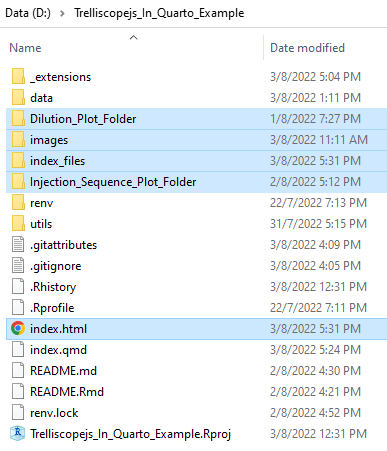 Data (D:) > Trelliscopejs_In_Quarto_Example
Name Date modified
_extensions 3/8/2022 5:04 PM
data 3/8/2022 1:11 PM
Dilution_Plot_Folder 1/8/2022 7:27 PM
images 3/8/2022 11:11 AM
index_files 3/8/2022 5:31 PM
Injection_Sequence_Plot_Folder 2/8/2022 5:12 PM
renv 22/7/2022 7:13 PM
utils 31/7/2022 5:15 PM
.gitattributes 3/8/2022 4:09 PM
.gitignore 3/8/2022 4:05 PM
.Rhistory 3/8/2022 12:31 PM
.Rprofile 22/7/2022 7:11 PM
index.html 3/8/2022 5:31 PM
index.qmd 3/8/2022 5:24 PM
README.md 2/8/2022 4:30 PM
README.Rmd 2/8/2022 4:21 PM
renv.lock 2/8/2022 4:52 PM
Trelliscopejs_In_Quarto_Example.Rproj 3/8/2022 12:31 PM